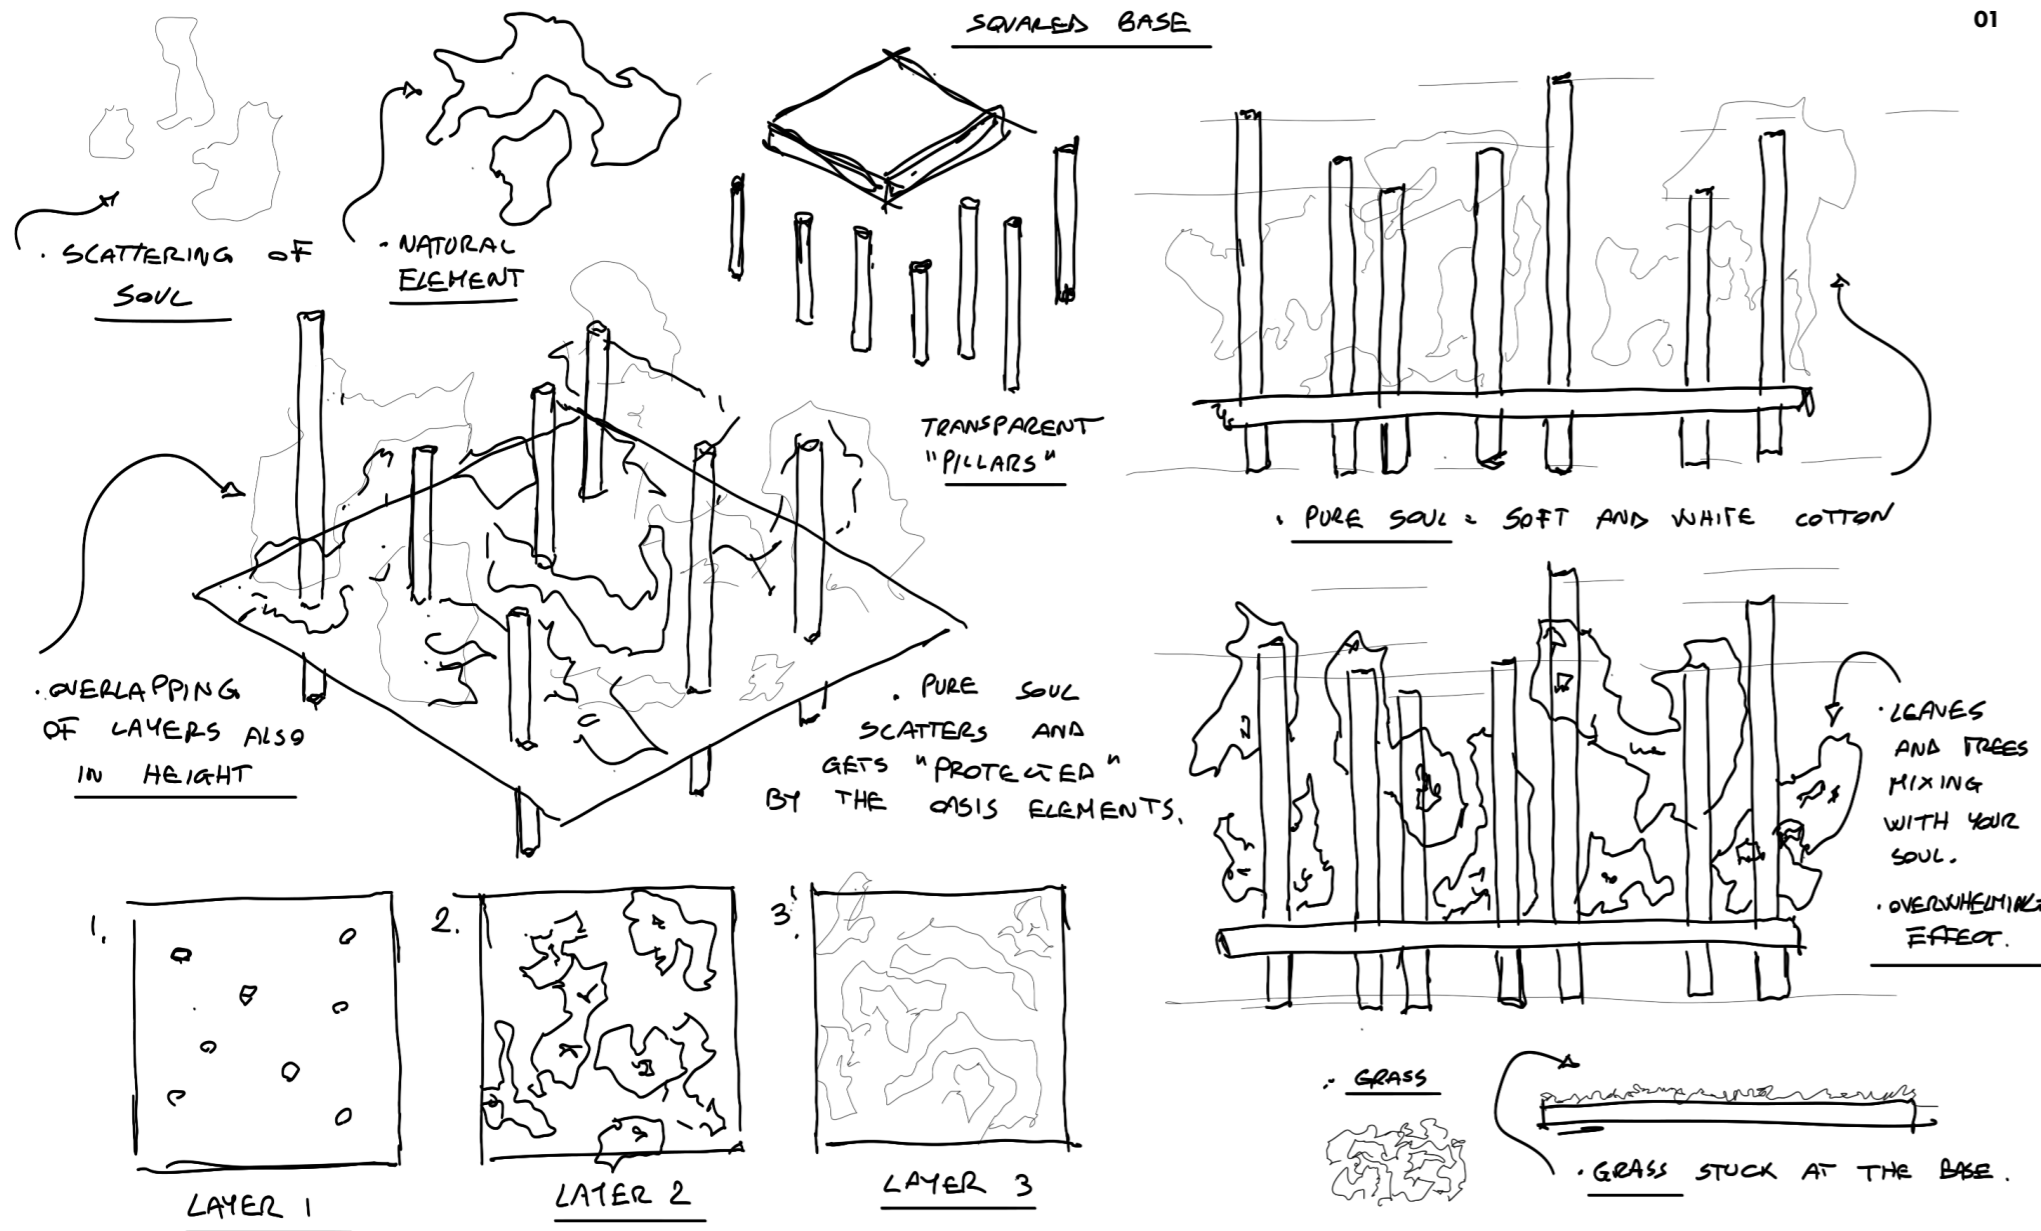 SQUARED BASE
01
• SCATTERING OF
SOUL
• NATURAL
ELEMENT
TRANSPARENT
"PILLARS"
• PURE SOUL = SOFT AND WHITE COTTON
• OVERLAPPING
OF LAYERS ALSO
IN HEIGHT
• PURE SOUL
SCATTERS AND
GETS "PROTECTED"
BY THE OASIS ELEMENTS.
• LEAVES
AND TREES
MIXING
WITH YOUR
SOUL.
• OVERWHELMING
EFFECT.
1.
LAYER 1
2.
LAYER 2
3.
LAYER 3
• GRASS
• GRASS STUCK AT THE BASE.